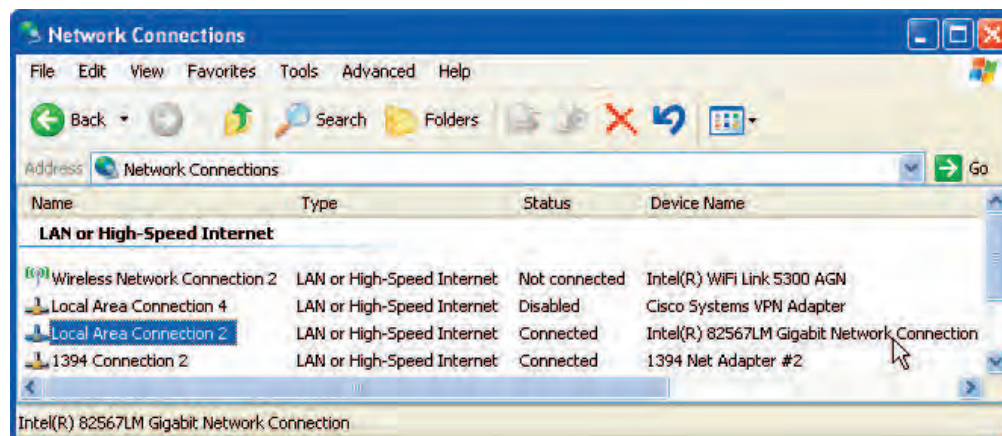 Network Connections
File Edit View Favorites Tools Advanced Help
Back Search Folders
Address Network Connections Go
Name Type Status Device Name
LAN or High-Speed Internet
Wireless Network Connection 2 LAN or High-Speed Internet Not connected Intel(R) WiFi Link 5300 AGN
Local Area Connection 4 LAN or High-Speed Internet Disabled Cisco Systems VPN Adapter
Local Area Connection 2 LAN or High-Speed Internet Connected Intel(R) 82567LM Gigabit Network Connection
1394 Connection 2 LAN or High-Speed Internet Connected 1394 Net Adapter #2
Intel(R) 82567LM Gigabit Network Connection